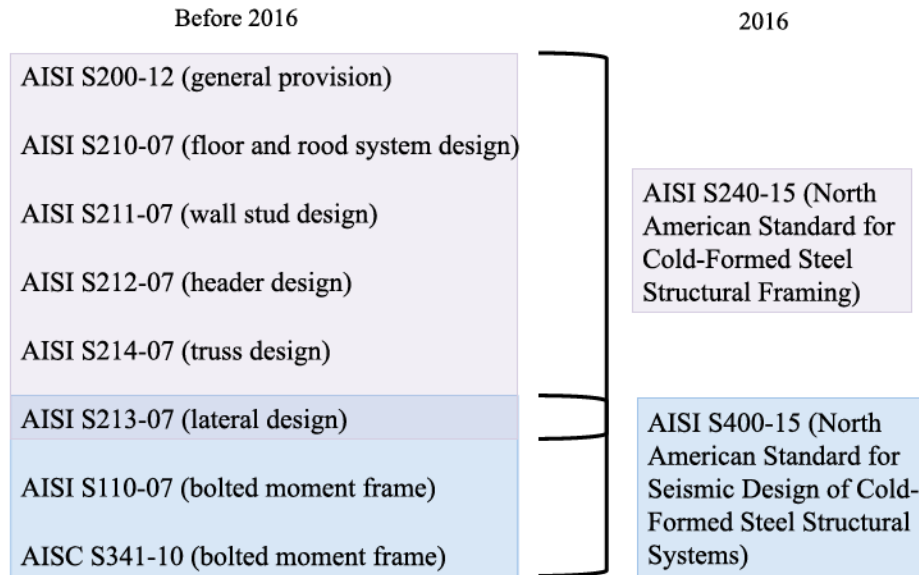 Before 2016
2016
AISI S200-12 (general provision)
AISI S210-07 (floor and rood system design)
AISI S211-07 (wall stud design)
AISI S212-07 (header design)
AISI S214-07 (truss design)
AISI S213-07 (lateral design)
AISI S110-07 (bolted moment frame)
AISC S341-10 (bolted moment frame)
AISI S240-15 (North
American Standard for
Cold-Formed Steel
Structural Framing)
AISI S400-15 (North
American Standard for
Seismic Design of Cold-
Formed Steel Structural
Systems)